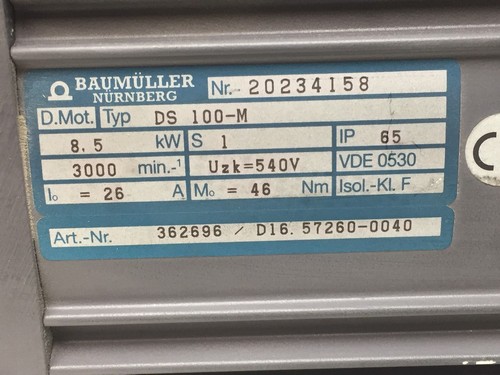 BAUMÜLLER
NÜRNBERG
Nr. 20234158
D.Mot. Typ DS 100-M
8.5 kW S 1 IP 65
3000 min.-¹ Uzk=540V VDE 0530
I₀ = 26 A M₀ = 46 Nm Isol.-Kl. F
Art.-Nr. 362696 / D16.57260-0040